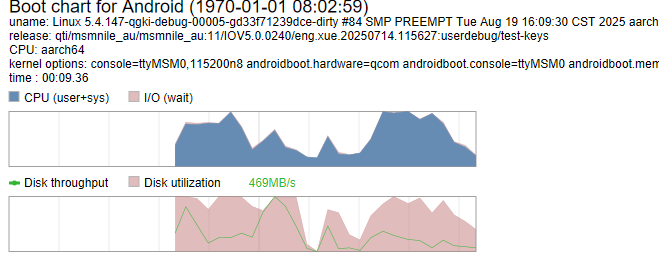 Boot chart for Android (1970-01-01 08:02:59)
uname: Linux 5.4.147-qgki-debug-00005-gd33f71239dce-dirty #84 SMP PREEMPT Tue Aug 19 16:09:30 CST 2025 aarch
release: qti/msmnile_au/msmnile_au:11/IOV5.0.0240/eng.xue.20250714.115627:userdebug/test-keys
CPU: aarch64
kernel options: console=ttyMSM0,115200n8 androidboot.hardware=qcom androidboot.console=ttyMSM0 androidboot.mem
time : 00:09.36
CPU (user+sys) I/O (wait)
Disk throughput Disk utilization 469MB/s